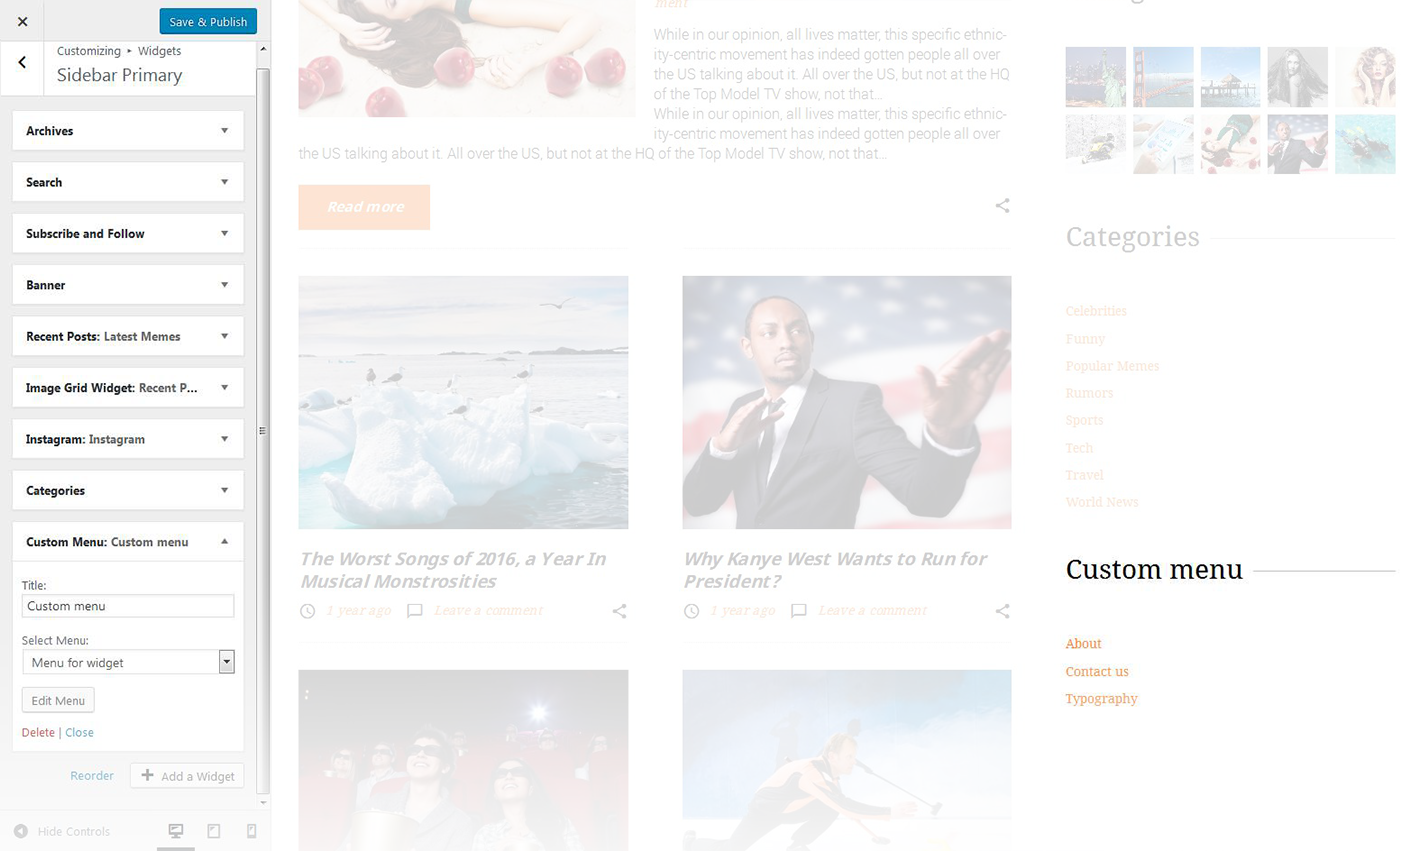 Save & Publish
Customizing ▸ Widgets
Sidebar Primary
Archives
Search
Subscribe and Follow
Banner
Recent Posts: Latest Memes
Image Grid Widget: Recent P...
Instagram: Instagram
Categories
Custom Menu: Custom menu
Title:
Custom menu
Select Menu:
Menu for widget
Edit Menu
Delete | Close
Reorder
Add a Widget
Hide Controls
ment
While in our opinion, all lives matter, this specific ethnic-
ity-centric movement has indeed gotten people all over
the US talking about it. All over the US, but not at the HQ
of the Top Model TV show, not that...
While in our opinion, all lives matter, this specific ethnic-
ity-centric movement has indeed gotten people all over
the US talking about it. All over the US, but not at the HQ of the Top Model TV show, not that...
Read more
The Worst Songs of 2016, a Year In
Musical Monstrosities
1 year ago
Leave a comment
Why Kanye West Wants to Run for
President?
1 year ago
Leave a comment
Categories
Celebrities
Funny
Popular Memes
Rumors
Sports
Tech
Travel
World News
Custom menu
About
Contact us
Typography